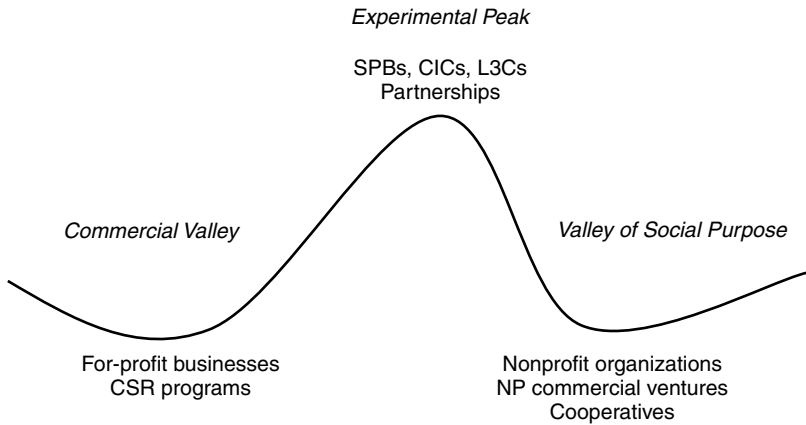 Experimental Peak
SPBs, CICs, L3Cs
Partnerships
Commercial Valley
Valley of Social Purpose
For-profit businesses
CSR programs
Nonprofit organizations
NP commercial ventures
Cooperatives